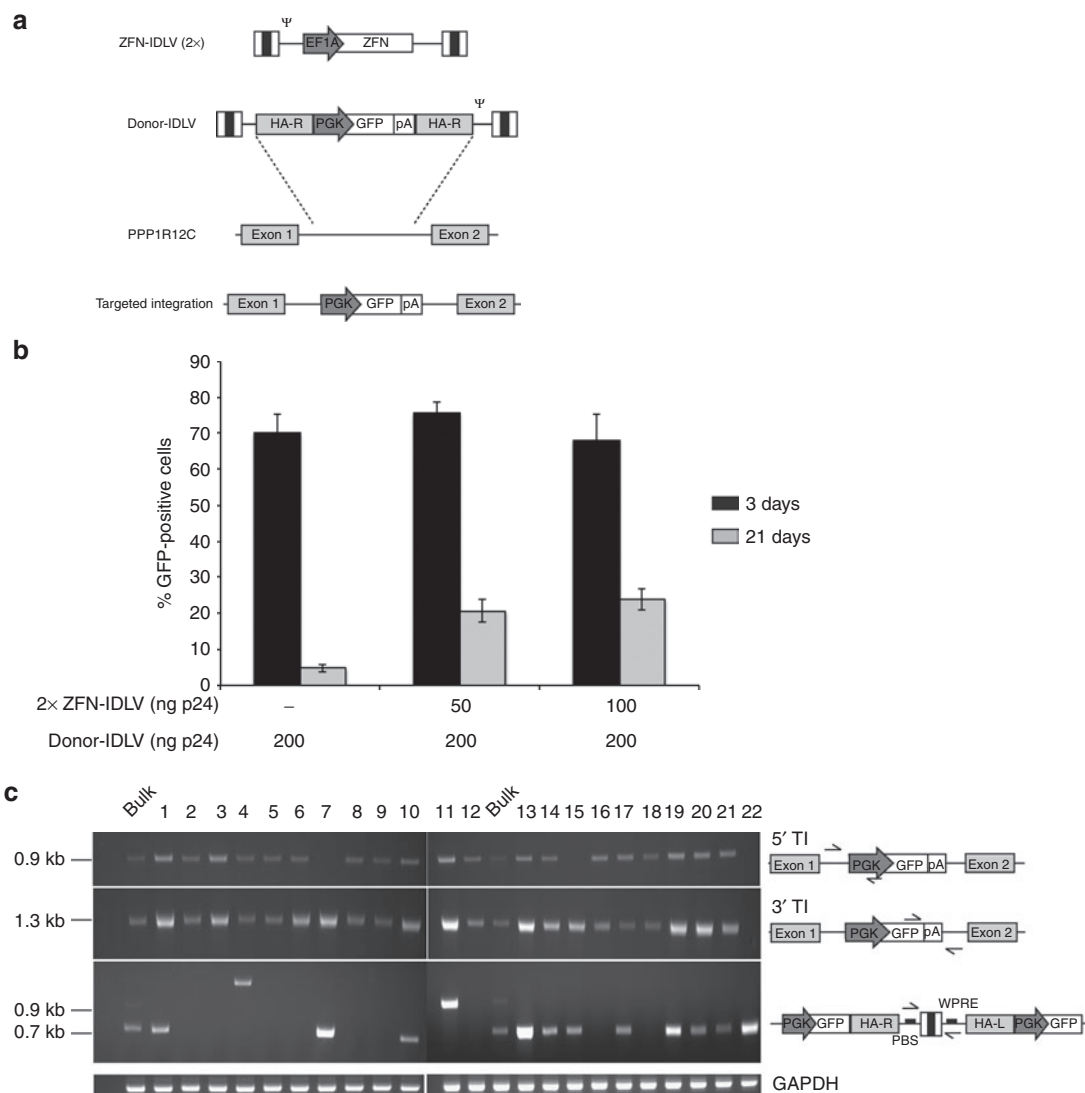 a
Ψ
ZFN-IDLV (2×)
EF1A
ZFN
Ψ
Donor-IDLV
HA-R
PGK
GFP
pA
HA-R
PPP1R12C
Exon 1
Exon 2
Targeted integration
Exon 1
PGK
GFP
pA
Exon 2
b
% GFP-positive cells
90
80
70
60
50
40
30
20
10
0
3 days
21 days
2× ZFN-IDLV (ng p24)
–
50
100
Donor-IDLV (ng p24)
200
200
200
c
Bulk 1 2 3 4 5 6 7 8 9 10 11 12 Bulk 13 14 15 16 17 18 19 20 21 22
0.9 kb
5′ TI
Exon 1
PGK
GFP
pA
Exon 2
1.3 kb
3′ TI
Exon 1
PGK
GFP
pA
Exon 2
0.9 kb
0.7 kb
WPRE
PGK
GFP
HA-R
PBS
HA-L
PGK
GFP
GAPDH